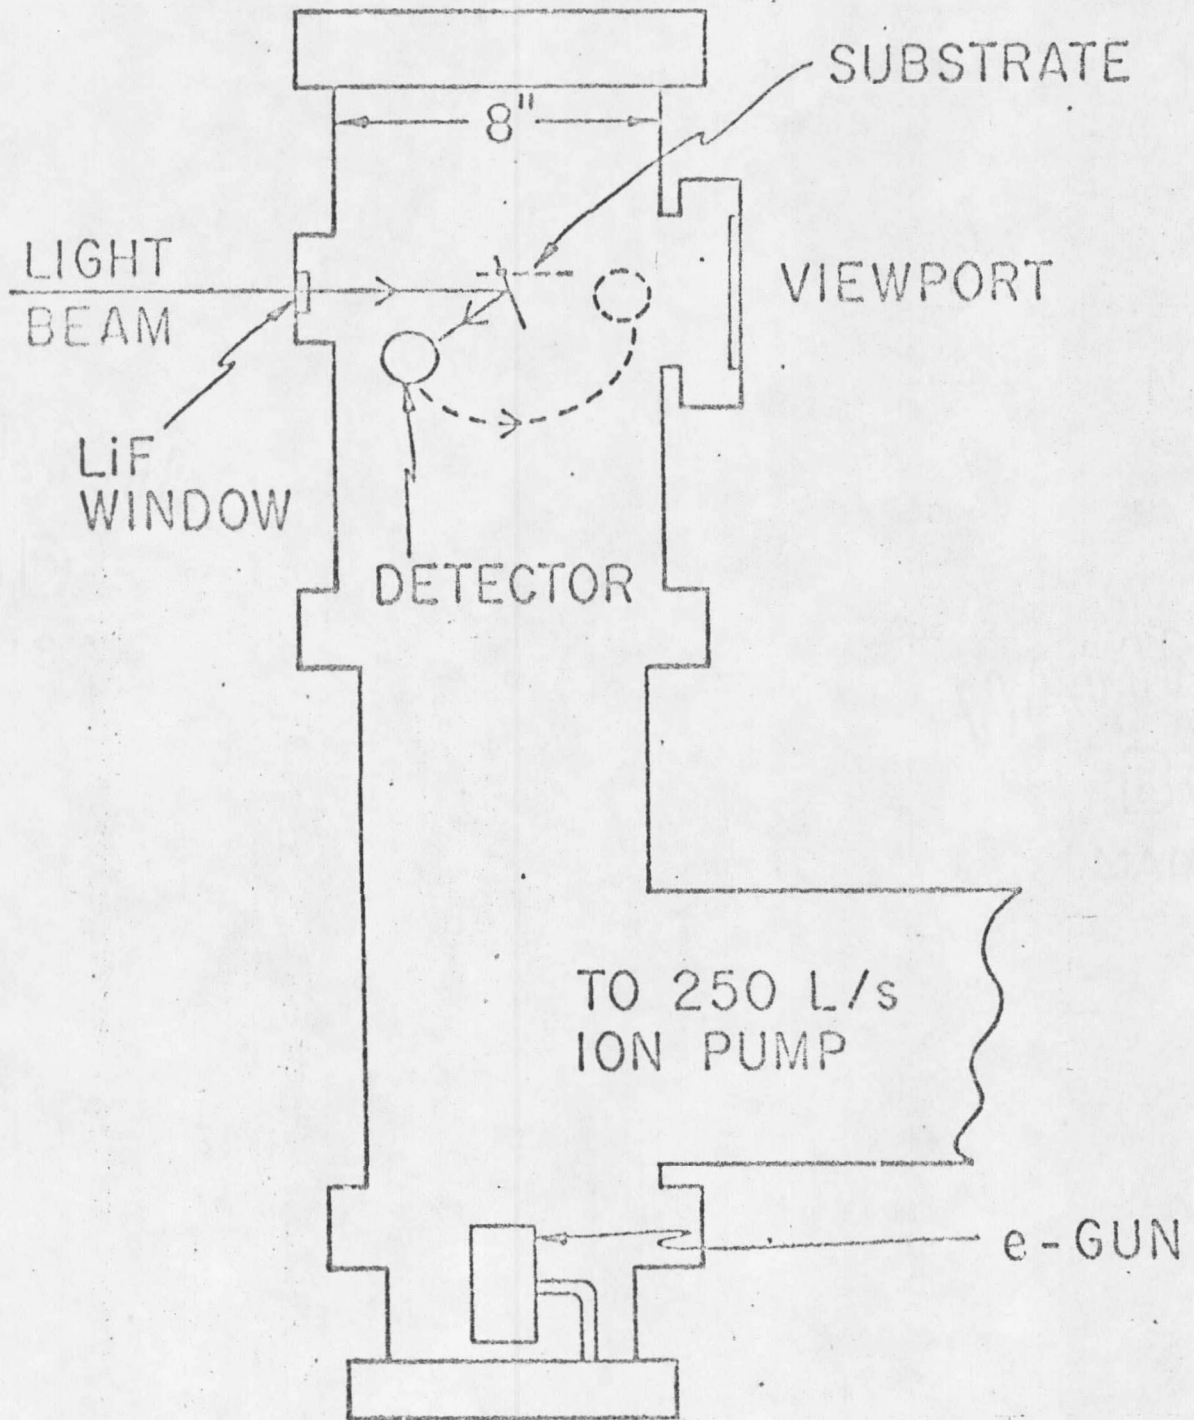 SUBSTRATE
8"
LIGHT
BEAM
VIEWPORT
LiF
WINDOW
DETECTOR
TO 250 L/s
ION PUMP
e-GUN